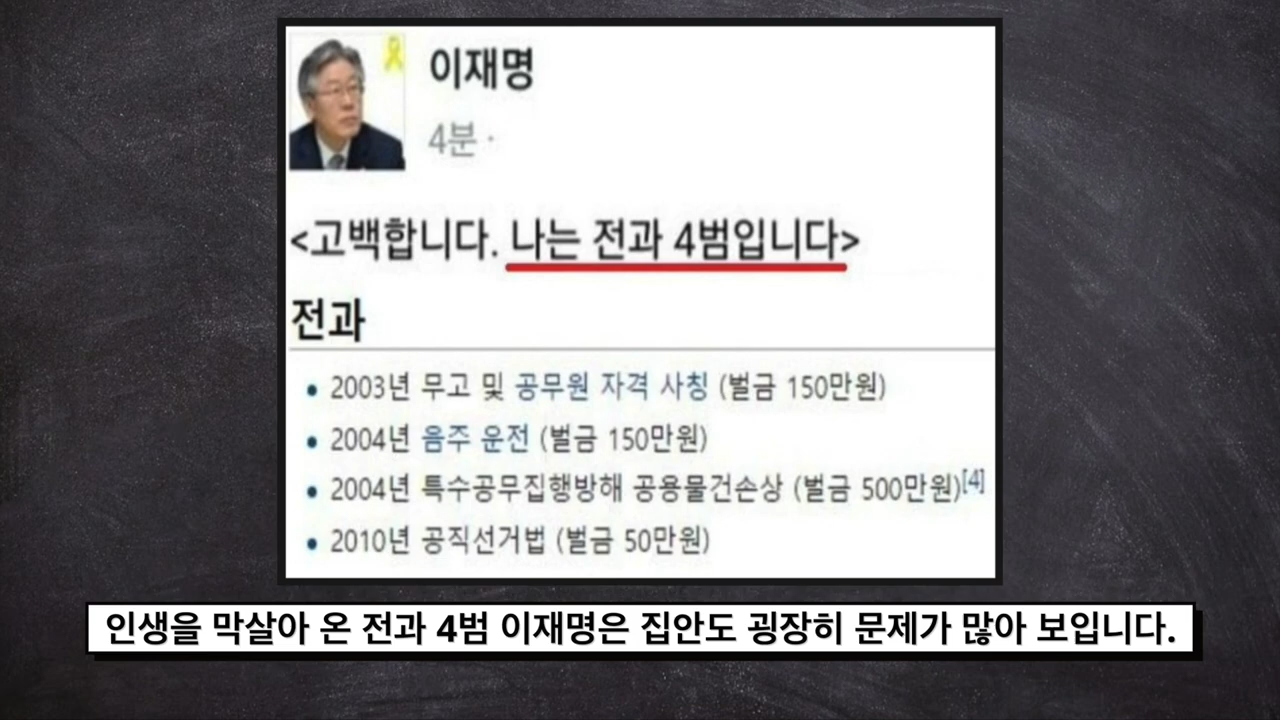 이재명
4분 ·
<고백합니다. 나는 전과 4범입니다>
전과
• 2003년 무고 및 공무원 자격 사칭 (벌금 150만원)
• 2004년 음주 운전 (벌금 150만원)
• 2004년 특수공무집행방해 공용물건손상 (벌금 500만원)[4]
• 2010년 공직선거법 (벌금 50만원)
인생을 막살아 온 전과 4범 이재명은 집안도 굉장히 문제가 많아 보입니다.